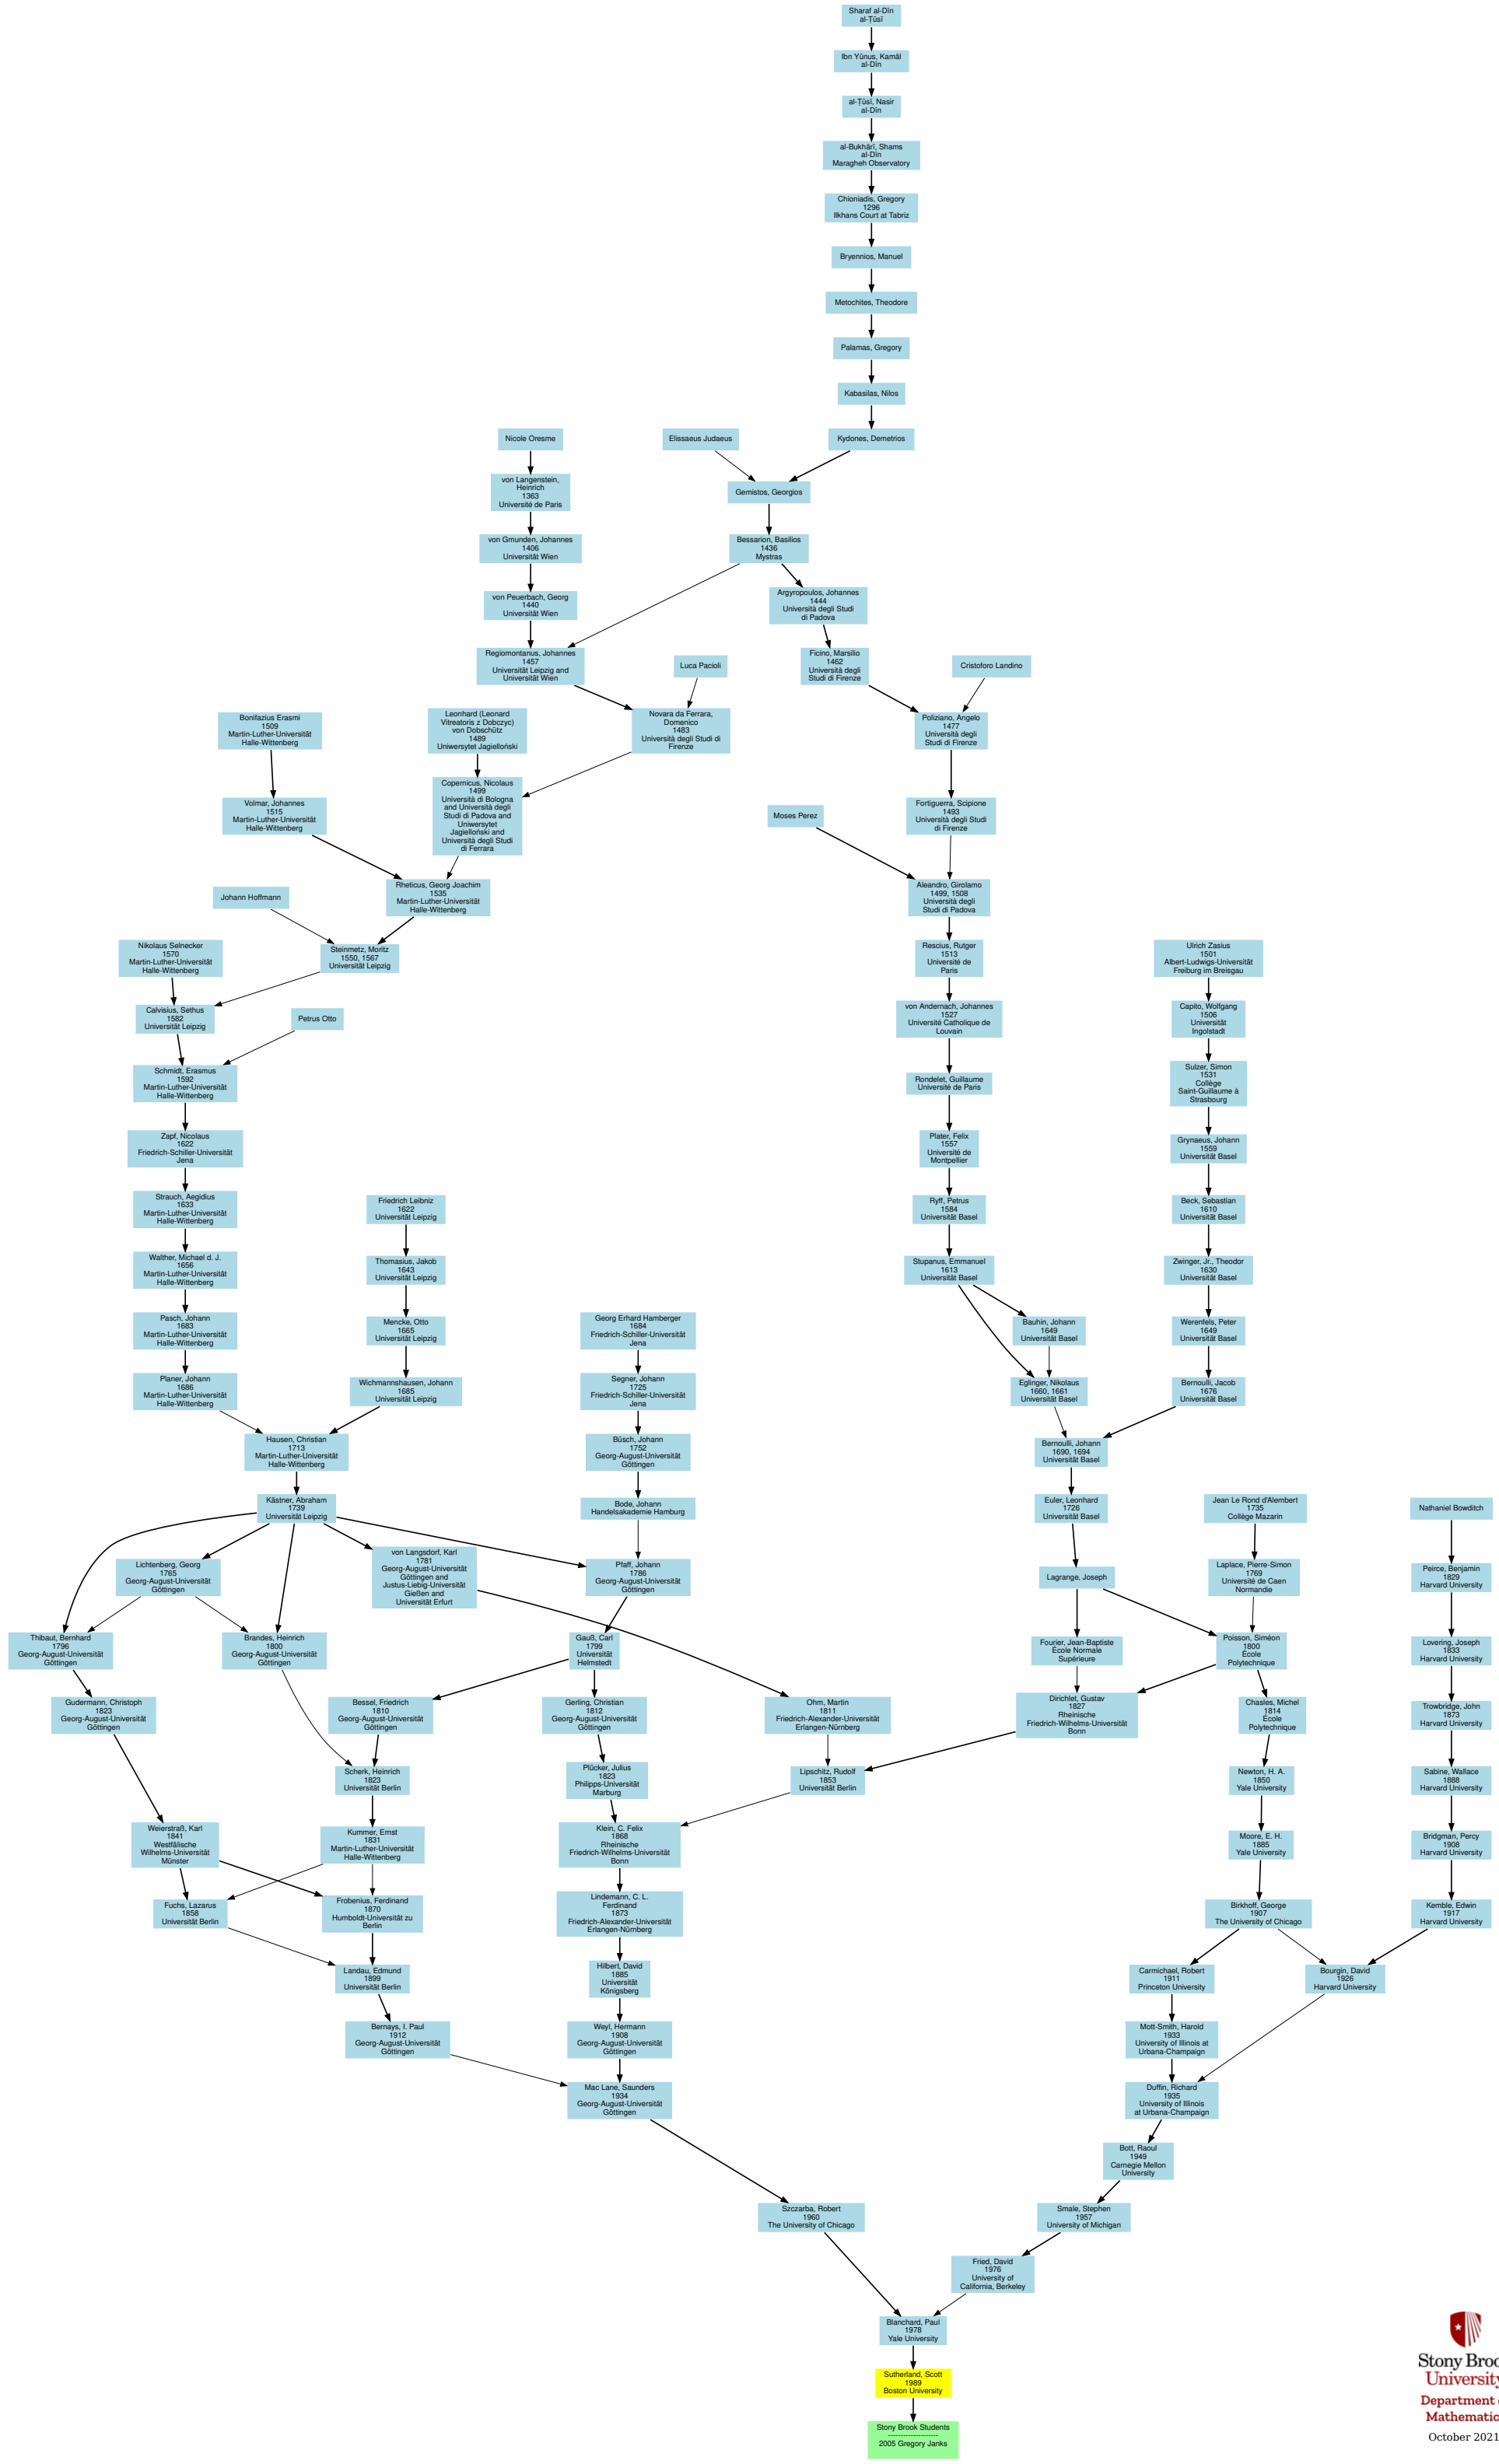 Sharaf al-Dīn
al-Ṭūsī
Ibn Yūnus, Kamāl
al-Dīn
al-Ṭūsī, Nasir
al-Dīn
al-Bukhārī, Shams
al-Dīn
Maragheh Observatory
Chioniadis, Gregory
1296
Ilkhans Court at Tabriz
Bryennios, Manuel
Metochites, Theodore
Palamas, Gregory
Kabasilas, Nilos
Nicole Oresme
Elissaeus Judaeus
Kydones, Demetrios
von Langenstein,
Heinrich
1363
Université de Paris
Gemistos, Georgios
von Gmunden, Johannes
1406
Universität Wien
Bessarion, Basilios
1436
Mystras
von Peuerbach, Georg
1440
Universität Wien
Argyropoulos, Johannes
1444
Università degli Studi
di Padova
Regiomontanus, Johannes
1457
Universität Leipzig and
Universität Wien
Luca Pacioli
Ficino, Marsilio
1462
Università degli
Studi di Firenze
Cristoforo Landino
Bonifazius Erasmi
1509
Martin-Luther-Universität
Halle-Wittenberg
Leonhard (Leonard
Vitreatoris z Dobczyc)
von Dobschütz
1489
Uniwersytet Jagielloński
Novara da Ferrara,
Domenico
1483
Università degli Studi di
Firenze
Poliziano, Angelo
1477
Università degli
Studi di Firenze
Volmar, Johannes
1515
Martin-Luther-Universität
Halle-Wittenberg
Copernicus, Nicolaus
1499
Università di Bologna
and Università degli
Studi di Padova and
Uniwersytet
Jagielloński and
Università degli Studi
di Ferrara
Moses Perez
Fortiguerra, Scipione
1493
Università degli Studi
di Firenze
Johann Hoffmann
Rheticus, Georg Joachim
1535
Martin-Luther-Universität
Halle-Wittenberg
Aleandro, Girolamo
1499, 1508
Università degli
Studi di Padova
Nikolaus Selnecker
1570
Martin-Luther-Universität
Halle-Wittenberg
Steinmetz, Moritz
1550, 1567
Universität Leipzig
Rescius, Rutger
1513
Université de
Paris
Ulrich Zasius
1501
Albert-Ludwigs-Universität
Freiburg im Breisgau
Calvisius, Sethus
1582
Universität Leipzig
Petrus Otto
von Andernach, Johannes
1527
Université Catholique de
Louvain
Capito, Wolfgang
1506
Universität
Ingolstadt
Schmidt, Erasmus
1592
Martin-Luther-Universität
Halle-Wittenberg
Rondelet, Guillaume
Université de Paris
Sulzer, Simon
1531
Collège
Saint-Guillaume à
Strasbourg
Zapf, Nicolaus
1622
Friedrich-Schiller-Universität
Jena
Plater, Felix
1557
Université de
Montpellier
Grynaeus, Johann
1559
Universität Basel
Strauch, Aegidius
1633
Martin-Luther-Universität
Halle-Wittenberg
Friedrich Leibniz
1622
Universität Leipzig
Ryff, Petrus
1584
Universität Basel
Beck, Sebastian
1610
Universität Basel
Walther, Michael d. J.
1656
Martin-Luther-Universität
Halle-Wittenberg
Thomasius, Jakob
1643
Universität Leipzig
Stupanus, Emmanuel
1613
Universität Basel
Zwinger, Jr., Theodor
1630
Universität Basel
Pasch, Johann
1683
Martin-Luther-Universität
Halle-Wittenberg
Mencke, Otto
1665
Universität Leipzig
Georg Erhard Hamberger
1684
Friedrich-Schiller-Universität
Jena
Bauhin, Johann
1649
Universität Basel
Werenfels, Peter
1649
Universität Basel
Planer, Johann
1686
Martin-Luther-Universität
Halle-Wittenberg
Wichmannshausen, Johann
1685
Universität Leipzig
Segner, Johann
1725
Friedrich-Schiller-Universität
Jena
Eglinger, Nikolaus
1660, 1661
Universität Basel
Bernoulli, Jacob
1676
Universität Basel
Hausen, Christian
1713
Martin-Luther-Universität
Halle-Wittenberg
Büsch, Johann
1752
Georg-August-Universität
Göttingen
Bernoulli, Johann
1690, 1694
Universität Basel
Kästner, Abraham
1739
Universität Leipzig
Bode, Johann
Handelsakademie Hamburg
Euler, Leonhard
1726
Universität Basel
Jean Le Rond d'Alembert
1735
Collège Mazarin
Nathaniel Bowditch
Lichtenberg, Georg
1765
Georg-August-Universität
Göttingen
von Langsdorf, Karl
1781
Georg-August-Universität
Göttingen and
Justus-Liebig-Universität
Gießen and
Universität Erfurt
Pfaff, Johann
1786
Georg-August-Universität
Göttingen
Lagrange, Joseph
Laplace, Pierre-Simon
1769
Université de Caen
Normandie
Peirce, Benjamin
1829
Harvard University
Thibaut, Bernhard
1796
Georg-August-Universität
Göttingen
Brandes, Heinrich
1800
Georg-August-Universität
Göttingen
Gauß, Carl
1799
Universität
Helmstedt
Fourier, Jean-Baptiste
École Normale
Supérieure
Poisson, Siméon
1800
École
Polytechnique
Lovering, Joseph
1833
Harvard University
Gudermann, Christoph
1823
Georg-August-Universität
Göttingen
Bessel, Friedrich
1810
Georg-August-Universität
Göttingen
Gerling, Christian
1812
Georg-August-Universität
Göttingen
Ohm, Martin
1811
Friedrich-Alexander-Universität
Erlangen-Nürnberg
Dirichlet, Gustav
1827
Rheinische
Friedrich-Wilhelms-Universität
Bonn
Chasles, Michel
1814
École
Polytechnique
Trowbridge, John
1873
Harvard University
Scherk, Heinrich
1823
Universität Berlin
Plücker, Julius
1823
Philipps-Universität
Marburg
Lipschitz, Rudolf
1853
Universität Berlin
Newton, H. A.
1850
Yale University
Sabine, Wallace
1888
Harvard University
Weierstraß, Karl
1841
Westfälische
Wilhelms-Universität
Münster
Kummer, Ernst
1831
Martin-Luther-Universität
Halle-Wittenberg
Klein, C. Felix
1868
Rheinische
Friedrich-Wilhelms-Universität
Bonn
Moore, E. H.
1885
Yale University
Bridgman, Percy
1908
Harvard University
Fuchs, Lazarus
1858
Universität Berlin
Frobenius, Ferdinand
1870
Humboldt-Universität zu
Berlin
Lindemann, C. L.
Ferdinand
1873
Friedrich-Alexander-Universität
Erlangen-Nürnberg
Birkhoff, George
1907
The University of Chicago
Kemble, Edwin
1917
Harvard University
Landau, Edmund
1899
Universität Berlin
Hilbert, David
1885
Universität
Königsberg
Carmichael, Robert
1911
Princeton University
Bourgin, David
1926
Harvard University
Bernays, I. Paul
1912
Georg-August-Universität
Göttingen
Weyl, Hermann
1908
Georg-August-Universität
Göttingen
Mott-Smith, Harold
1933
University of Illinois at
Urbana-Champaign
Mac Lane, Saunders
1934
Georg-August-Universität
Göttingen
Duffin, Richard
1935
University of Illinois
at Urbana-Champaign
Bott, Raoul
1949
Carnegie Mellon
University
Szczarba, Robert
1960
The University of Chicago
Smale, Stephen
1957
University of Michigan
Fried, David
1976
University of
California, Berkeley
Blanchard, Paul
1978
Yale University
Sutherland, Scott
1989
Boston University
Stony Brook Students
--------------------
2005 Gregory Janks
Stony Broo
University
Department
Mathematic
October 2021